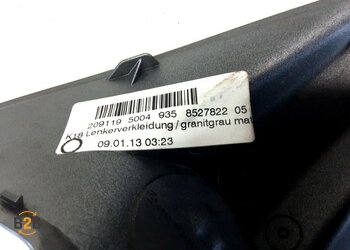 209119 5004 935 8527822 05
K18 Lenkerverkleidung/granitgrau mat
09.01.13 03:23